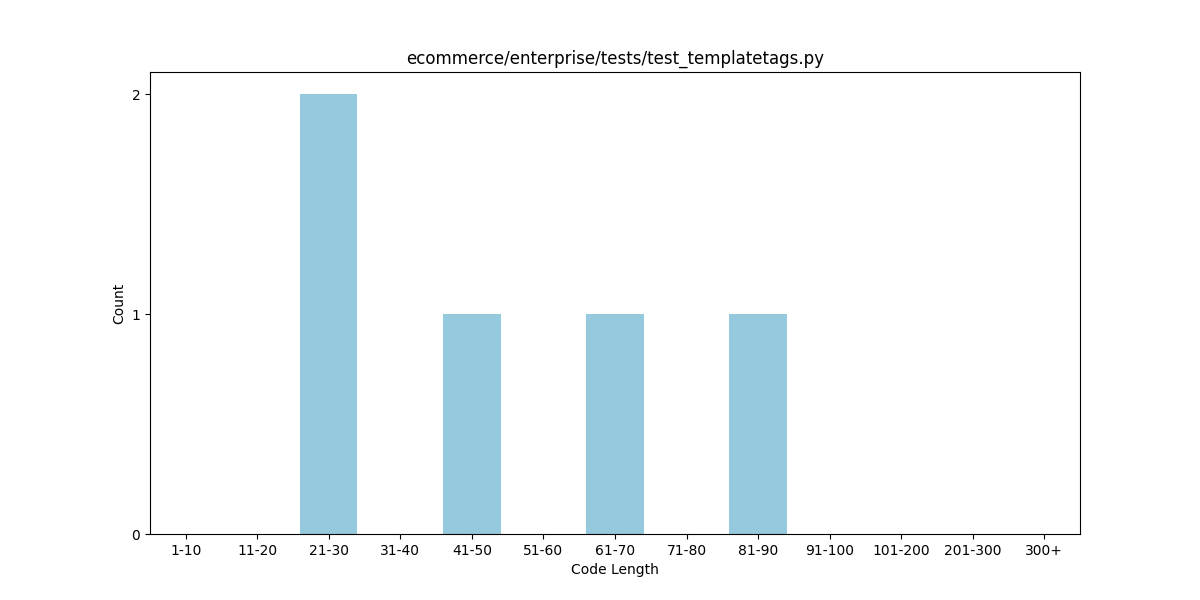 ecommerce/enterprise/tests/test_templatetags.py
Count
2
1
0
1-10 11-20 21-30 31-40 41-50 51-60 61-70 71-80 81-90 91-100 101-200 201-300 300+
Code Length